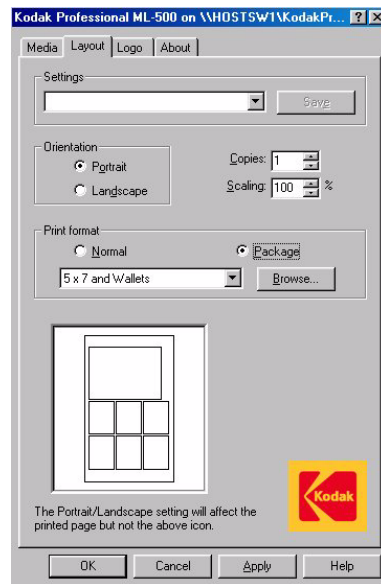 Kodak Professional ML-500 on \\HOSTSW1\KodakPr... ? X
Media Layout Logo About
Settings
Save
Orientation
Portrait
Landscape
Copies: 1
Scaling: 100 %
Print format
Normal Package
5 x 7 and Wallets Browse...
Kodak
The Portrait/Landscape setting will affect the
printed page but not the above icon.
OK Cancel Apply Help